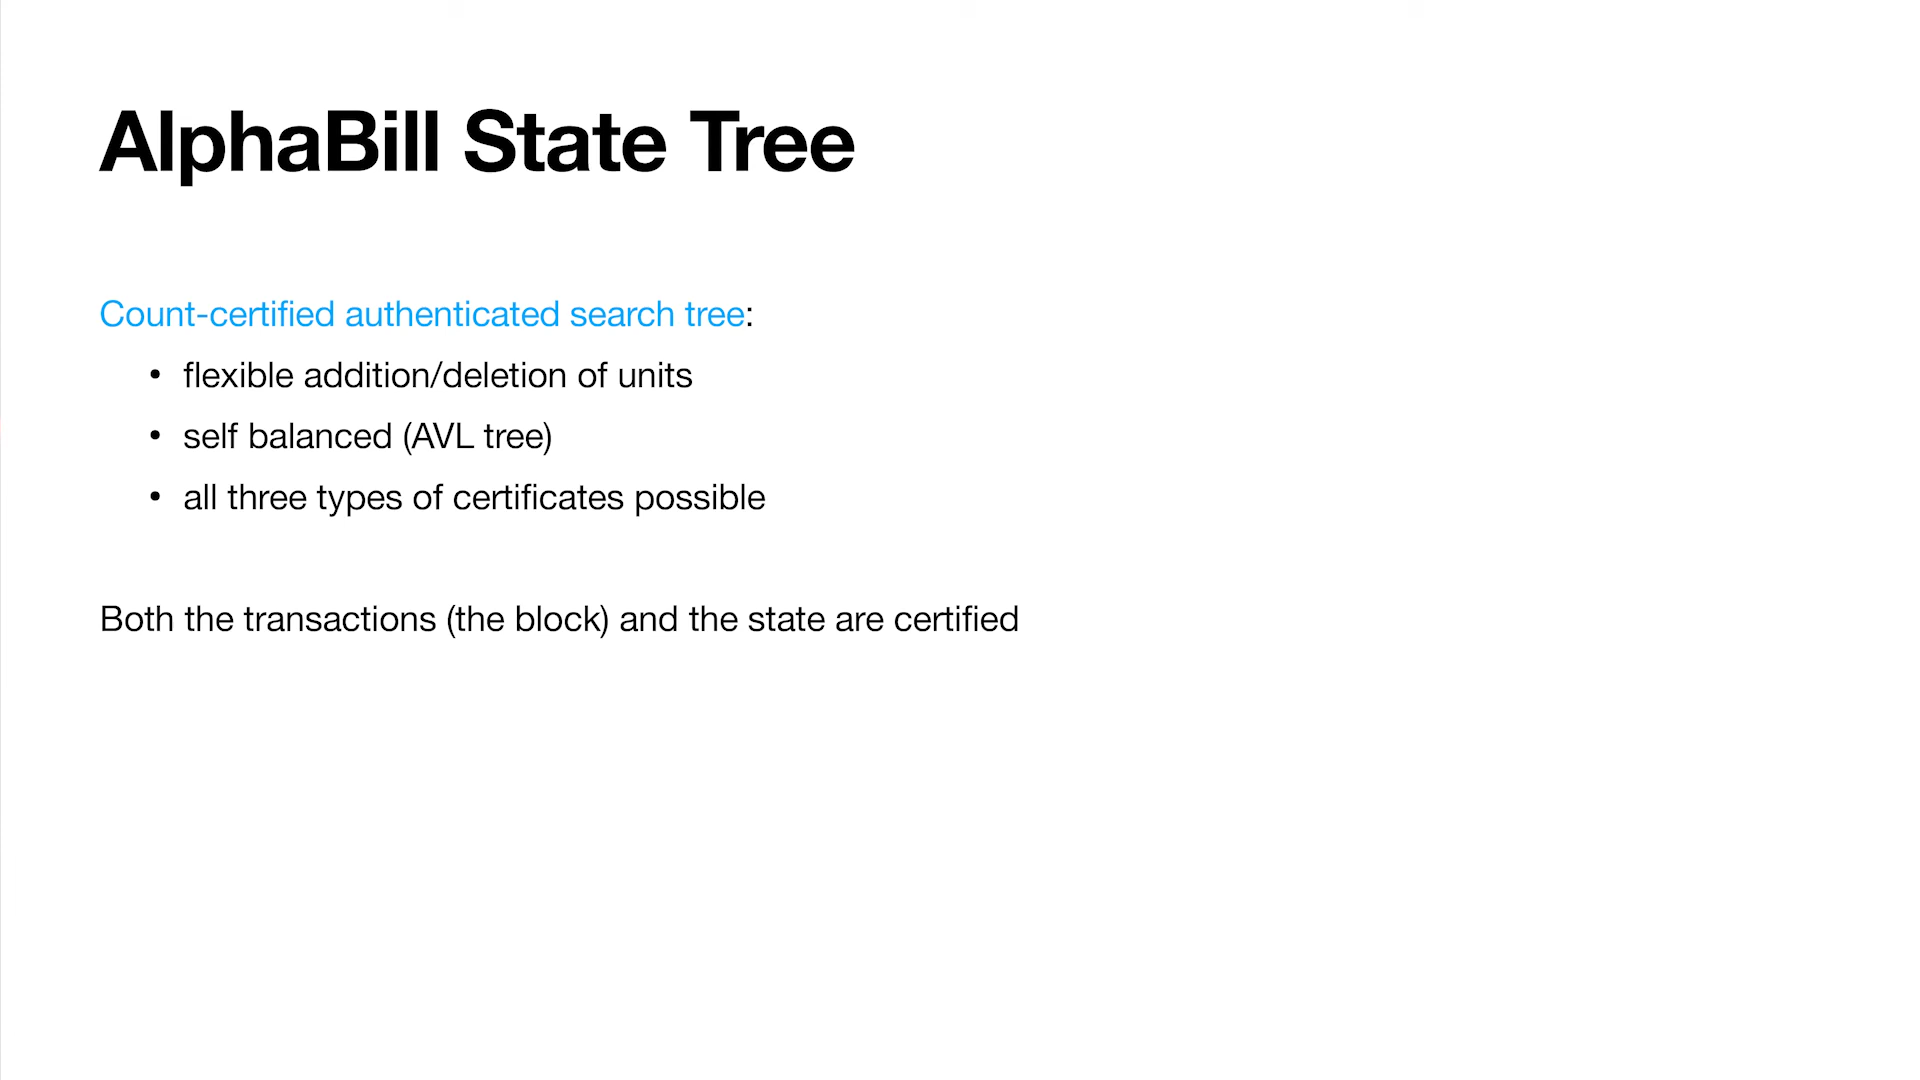 AlphaBill State Tree
Count-certified authenticated search tree:
• flexible addition/deletion of units
• self balanced (AVL tree)
• all three types of certificates possible
Both the transactions (the block) and the state are certified